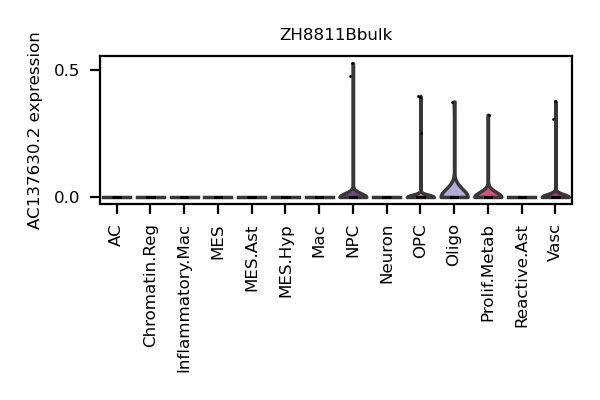 ZH8811Bbulk
AC137630.2 expression
0.5
0.0
AC
Chromatin.Reg
Inflammatory.Mac
MES
MES.Ast
MES.Hyp
Mac
NPC
Neuron
OPC
Oligo
Prolif.Metab
Reactive.Ast
Vasc